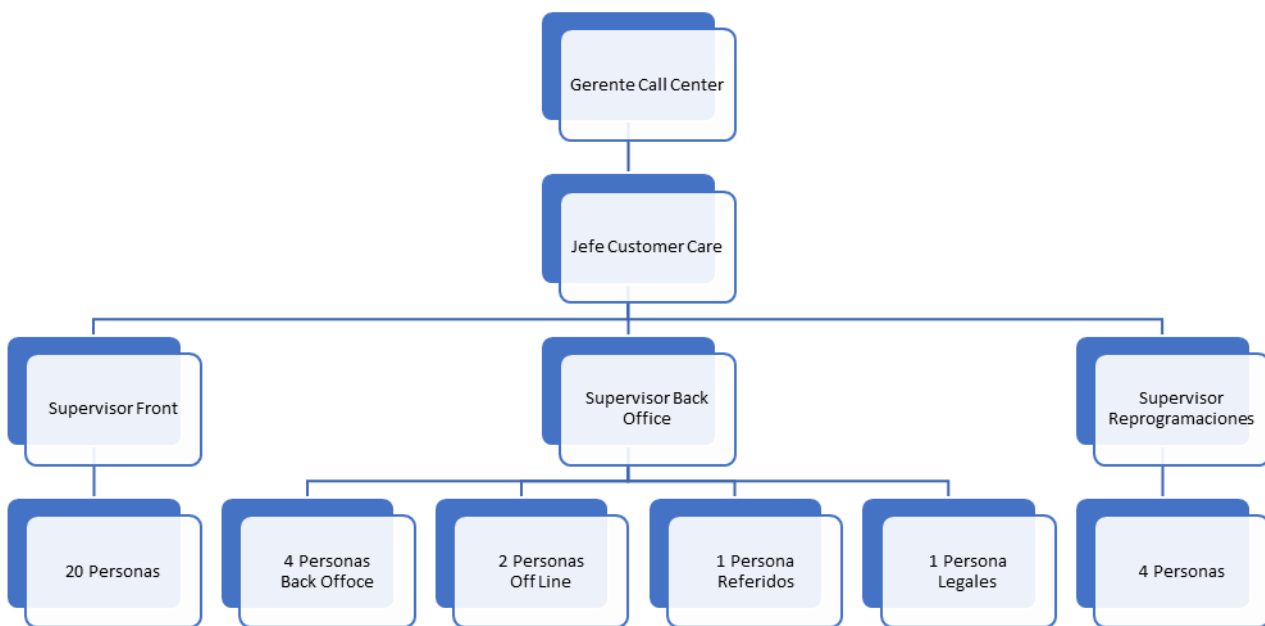 Gerente Call Center
Jefe Customer Care
Supervisor Front
Supervisor Back
Office
Supervisor
Reprogramaciones
20 Personas
4 Personas
Back Offoce
2 Personas
Off Line
1 Persona
Referidos
1 Persona
Legales
4 Personas